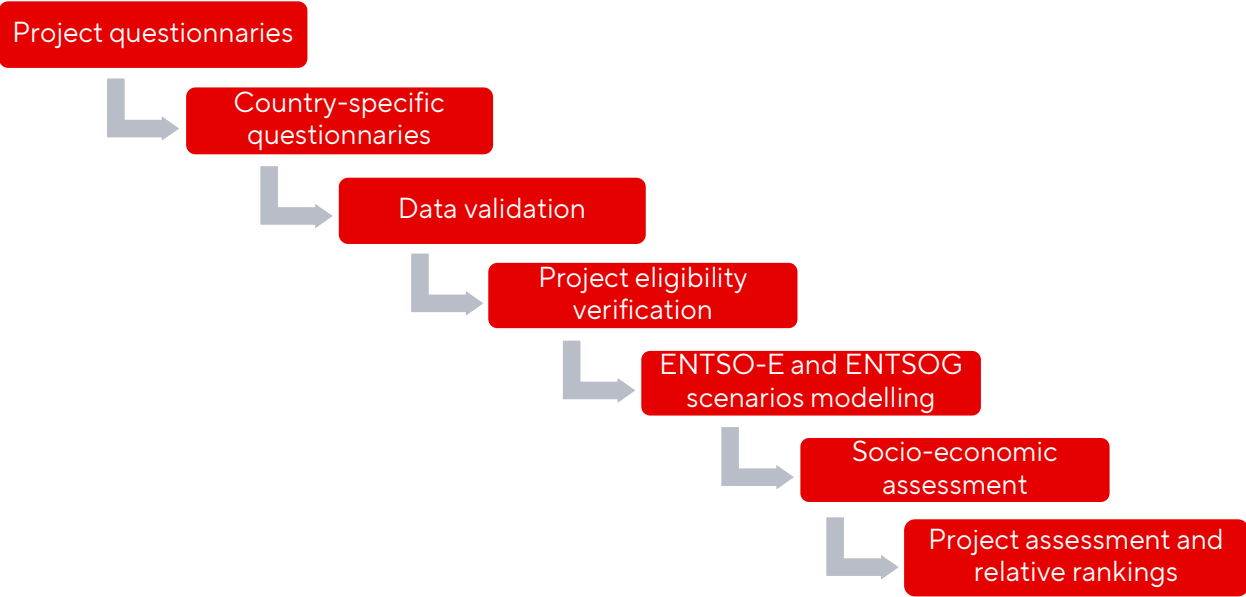 Project questionnaries
Country-specific
questionnaries
Data validation
Project eligibility
verification
ENTSO-E and ENTSOG
scenarios modelling
Socio-economic
assessment
Project assessment and
relative rankings